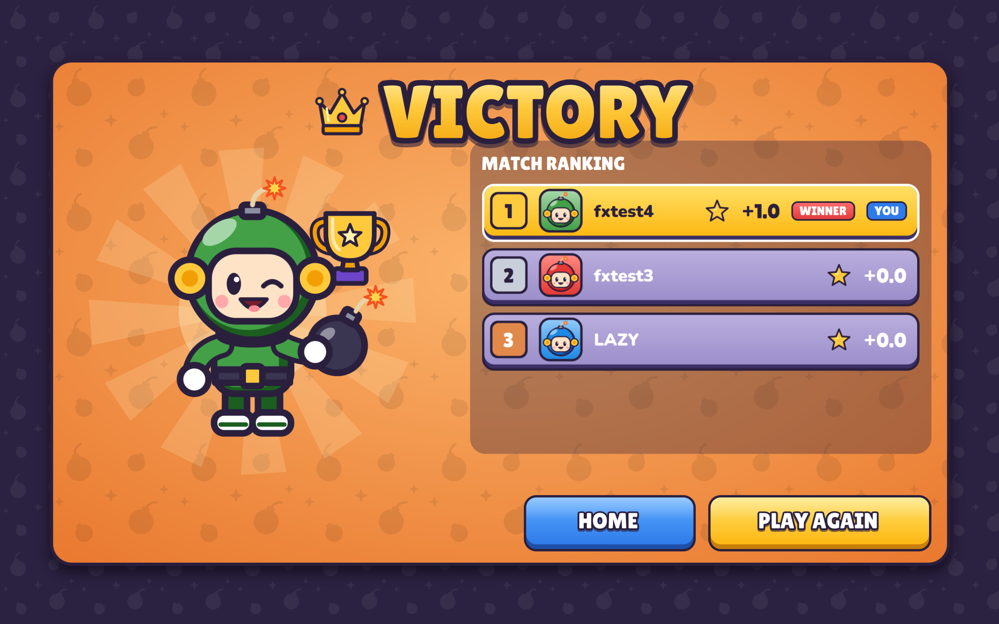 VICTORY
MATCH RANKING
1 fxtest4 +1.0 WINNER YOU
2 fxtest3 +0.0
3 LAZY +0.0
HOME PLAY AGAIN